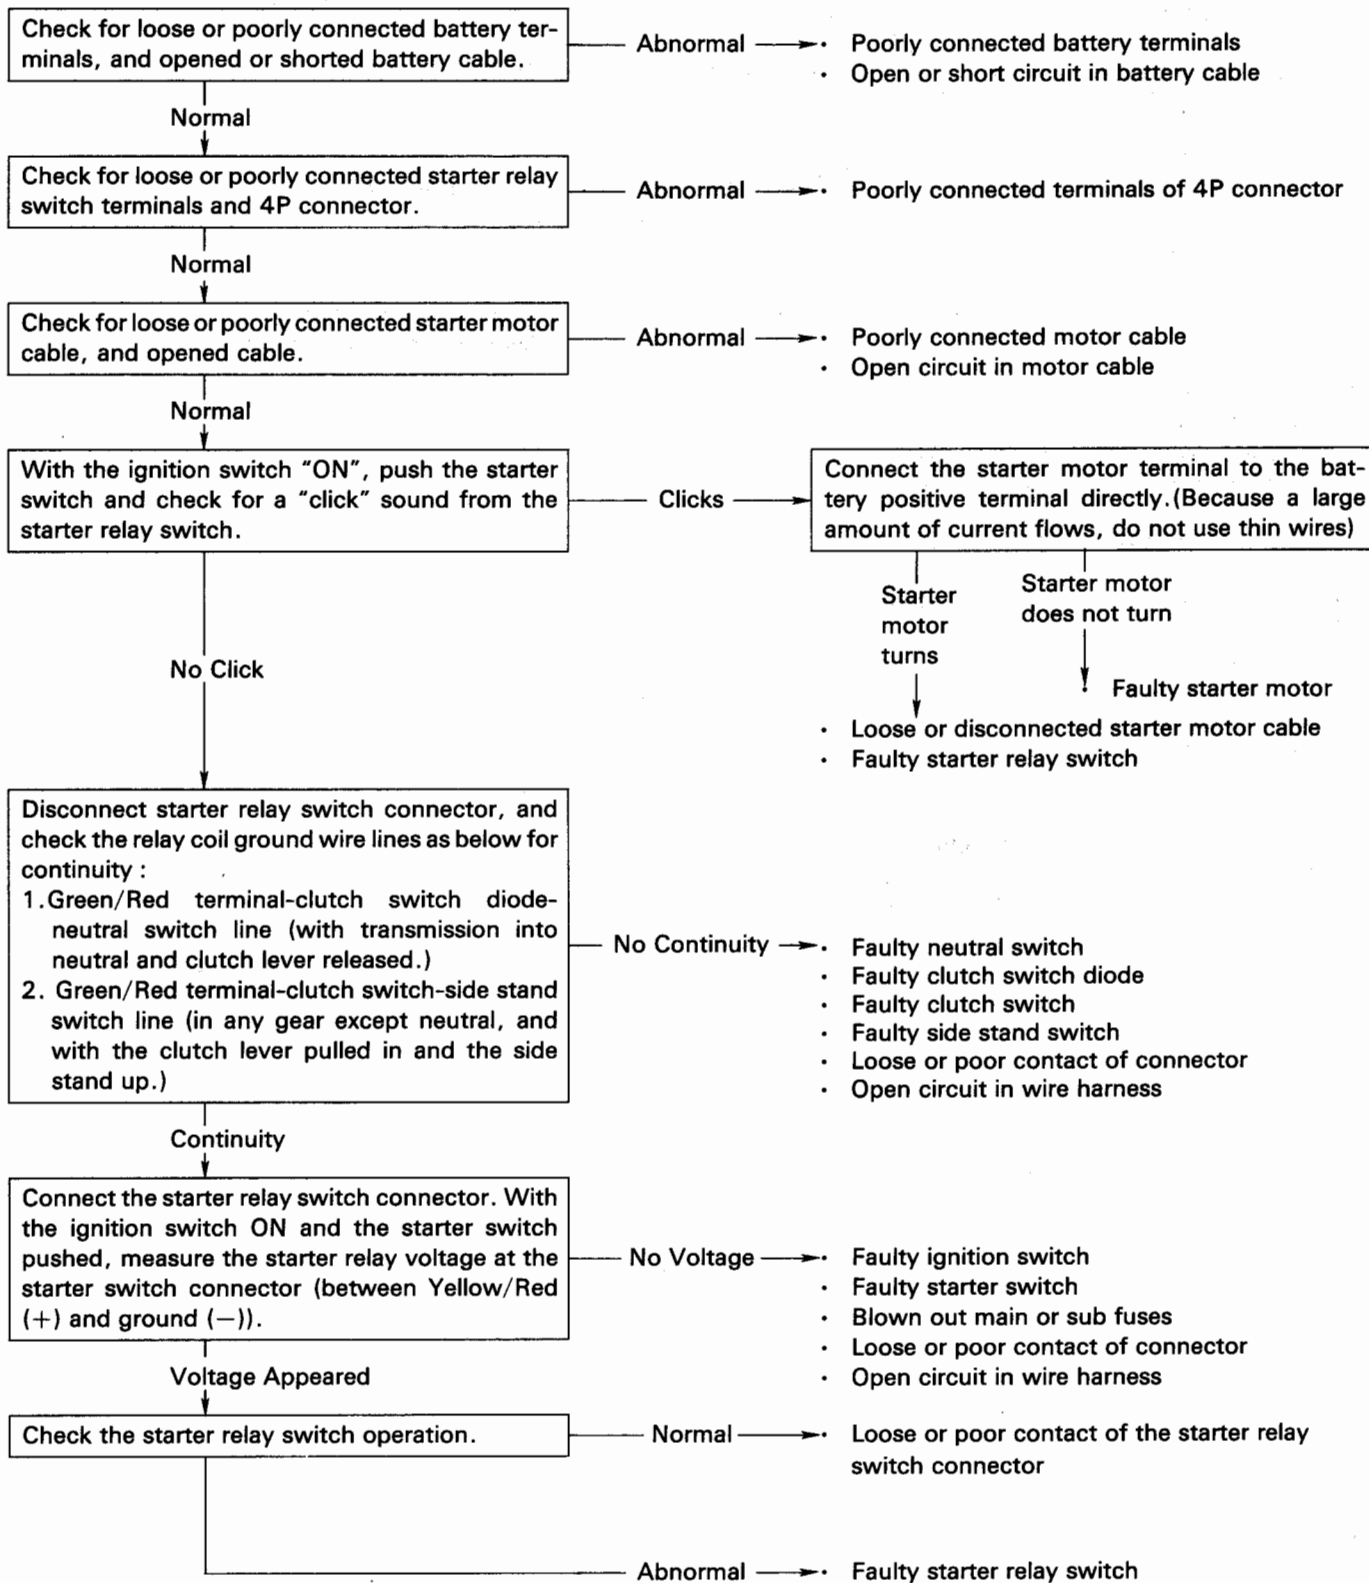 Check for loose or poorly connected battery ter-
minals, and opened or shorted battery cable.
Abnormal
· Poorly connected battery terminals
· Open or short circuit in battery cable
Normal
Check for loose or poorly connected starter relay
switch terminals and 4P connector.
Abnormal
· Poorly connected terminals of 4P connector
Normal
Check for loose or poorly connected starter motor
cable, and opened cable.
Abnormal
· Poorly connected motor cable
· Open circuit in motor cable
Normal
With the ignition switch "ON", push the starter
switch and check for a "click" sound from the
starter relay switch.
Clicks
Connect the starter motor terminal to the bat-
tery positive terminal directly.(Because a large
amount of current flows, do not use thin wires)
Starter
motor
turns
Starter motor
does not turn
· Faulty starter motor
· Loose or disconnected starter motor cable
· Faulty starter relay switch
No Click
Disconnect starter relay switch connector, and
check the relay coil ground wire lines as below for
continuity :
1.Green/Red terminal-clutch switch diode-
neutral switch line (with transmission into
neutral and clutch lever released.)
2. Green/Red terminal-clutch switch-side stand
switch line (in any gear except neutral, and
with the clutch lever pulled in and the side
stand up.)
No Continuity
· Faulty neutral switch
· Faulty clutch switch diode
· Faulty clutch switch
· Faulty side stand switch
· Loose or poor contact of connector
· Open circuit in wire harness
Continuity
Connect the starter relay switch connector. With
the ignition switch ON and the starter switch
pushed, measure the starter relay voltage at the
starter switch connector (between Yellow/Red
(+) and ground (−)).
No Voltage
· Faulty ignition switch
· Faulty starter switch
· Blown out main or sub fuses
· Loose or poor contact of connector
· Open circuit in wire harness
Voltage Appeared
Check the starter relay switch operation.
Normal
· Loose or poor contact of the starter relay
switch connector
Abnormal
· Faulty starter relay switch